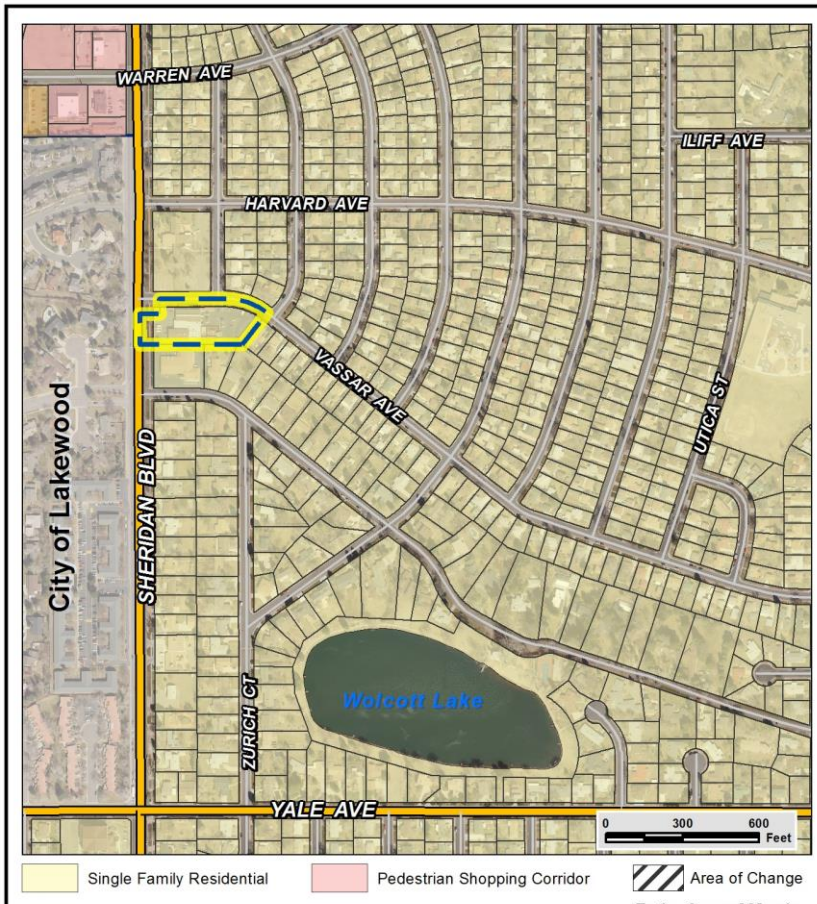 WARREN AVE
ILIFF AVE
HARVARD AVE
VASSAR AVE
UTICA ST
City of Lakewood
SHERIDAN BLVD
ZURICH CT
Wolcott Lake
YALE AVE
0 300 600
Feet
Single Family Residential
Pedestrian Shopping Corridor
Area of Change